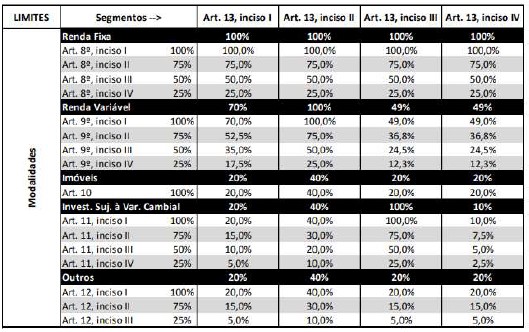 LIMITES Segmentos --> Art. 13, inciso I Art. 13, inciso II Art. 13, inciso III Art. 13, inciso IV
Modalidades
Renda Fixa 100% 100% 100% 100%
Art. 8º, inciso I 100% 100,0% 100,0% 100,0% 100,0%
Art. 8º, inciso II 75% 75,0% 75,0% 75,0% 75,0%
Art. 8º, inciso III 50% 50,0% 50,0% 50,0% 50,0%
Art. 8º, inciso IV 25% 25,0% 25,0% 25,0% 25,0%
Renda Variável 70% 100% 49% 49%
Art. 9º, inciso I 100% 70,0% 100,0% 49,0% 49,0%
Art. 9º, inciso II 75% 52,5% 75,0% 36,8% 36,8%
Art. 9º, inciso III 50% 35,0% 50,0% 24,5% 24,5%
Art. 9º, inciso IV 25% 17,5% 25,0% 12,3% 12,3%
Imóveis 20% 40% 20% 20%
Art. 10 100% 20,0% 40,0% 20,0% 20,0%
Invest. Suj. à Var. Cambial 20% 40% 100% 10%
Art. 11, inciso I 100% 20,0% 40,0% 100,0% 10,0%
Art. 11, inciso II 75% 15,0% 30,0% 75,0% 7,5%
Art. 11, inciso III 50% 10,0% 20,0% 50,0% 5,0%
Art. 11, inciso IV 25% 5,0% 10,0% 25,0% 2,5%
Outros 20% 40% 20% 20%
Art. 12, inciso I 100% 20,0% 40,0% 20,0% 20,0%
Art. 12, inciso II 75% 15,0% 30,0% 15,0% 15,0%
Art. 12, inciso III 25% 5,0% 10,0% 5,0% 5,0%